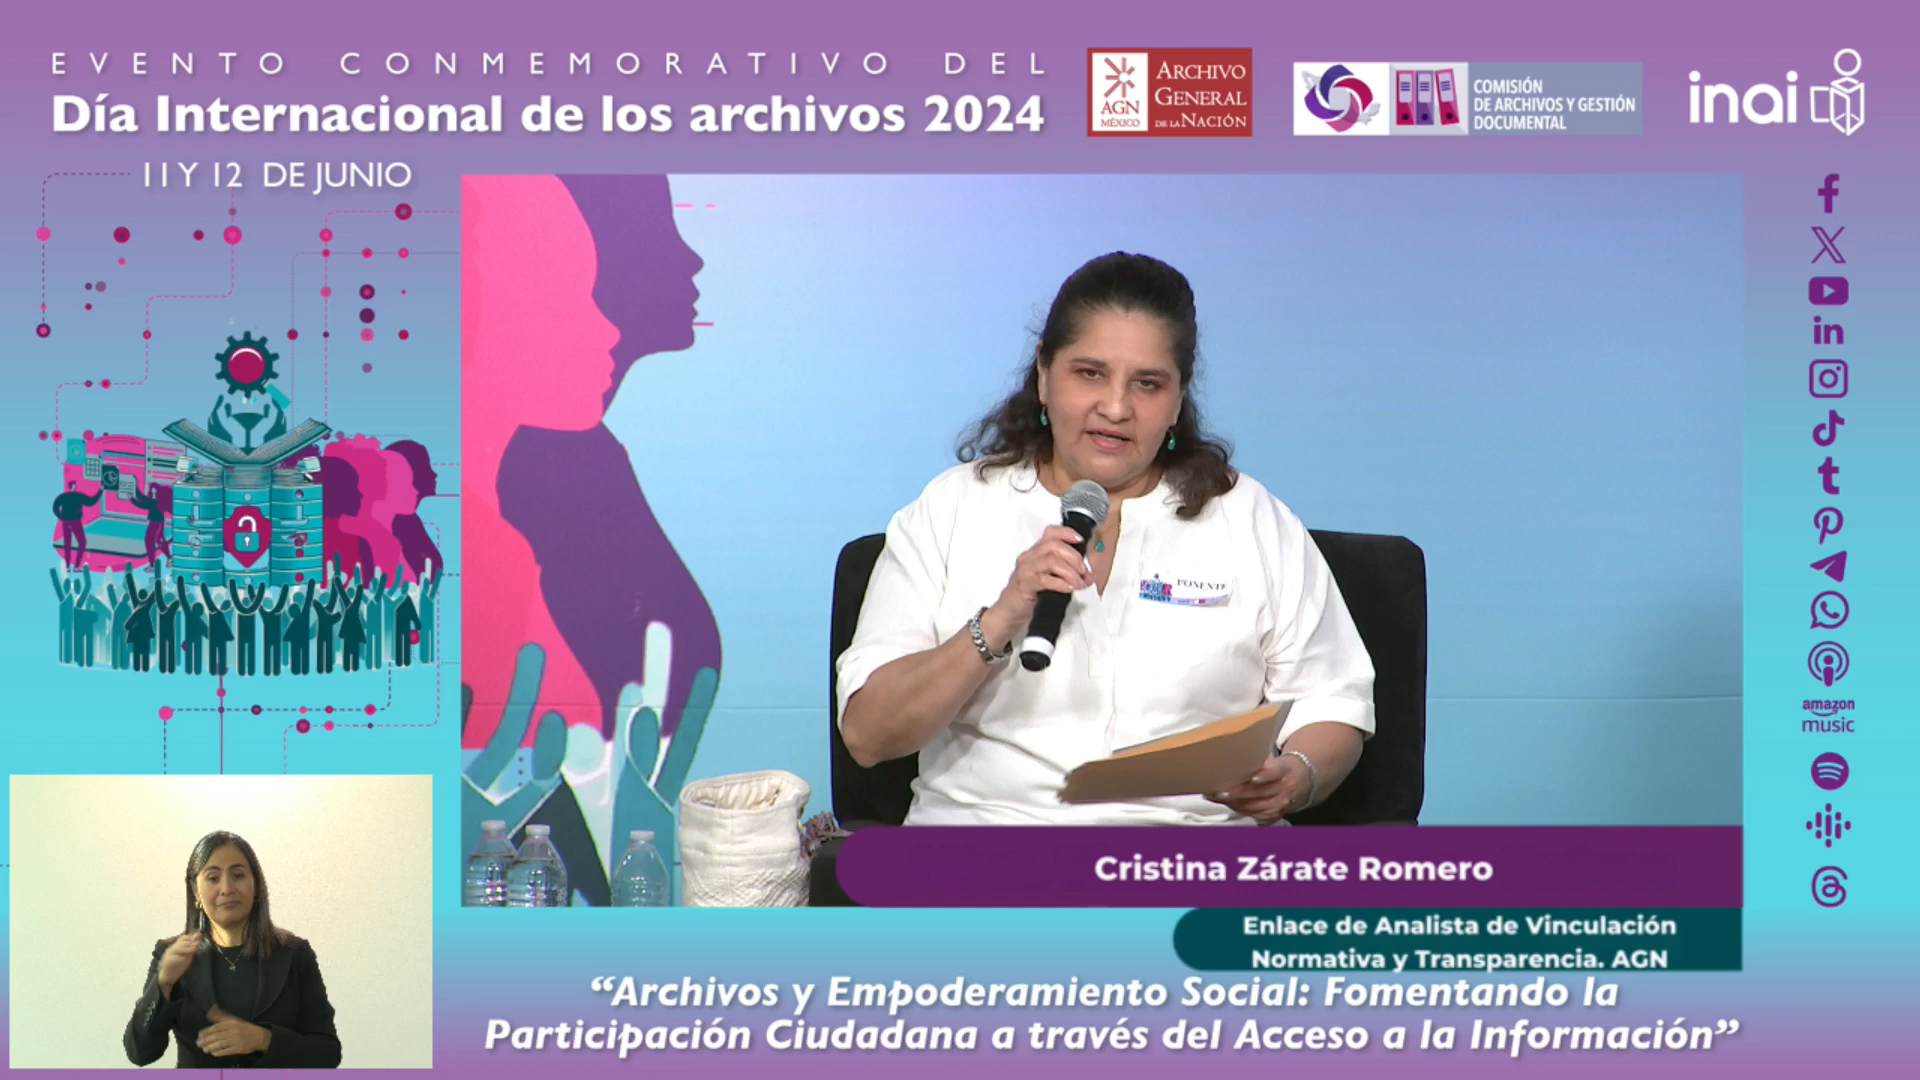 EVENTO CONMEMORATIVO DEL
Día Internacional de los archivos 2024
11 Y 12 DE JUNIO
AGN
MÉXICO
ARCHIVO
GENERAL
DE LA NACIÓN
COMISIÓN
DE ARCHIVOS Y GESTIÓN
DOCUMENTAL
inai
in
amazon
music
PONENTE
Cristina Zárate Romero
Enlace de Analista de Vinculación
Normativa y Transparencia. AGN
“Archivos y Empoderamiento Social: Fomentando la
Participación Ciudadana a través del Acceso a la Información”